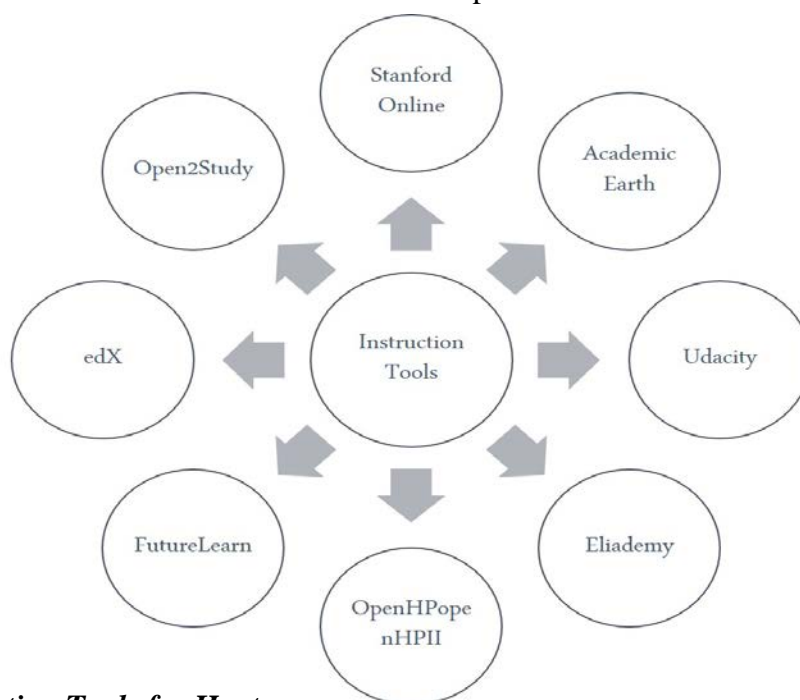 Stanford
Online
Academic
Earth
Open2Study
Instruction
Tools
edX
Udacity
FutureLearn
Eliademy
OpenHPope
nHPII